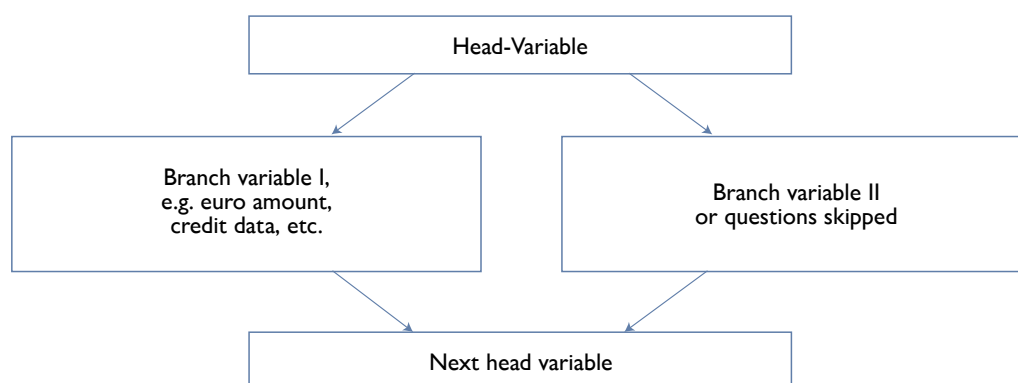 Head-Variable
Branch variable I,
e.g. euro amount,
credit data, etc.
Branch variable II
or questions skipped
Next head variable